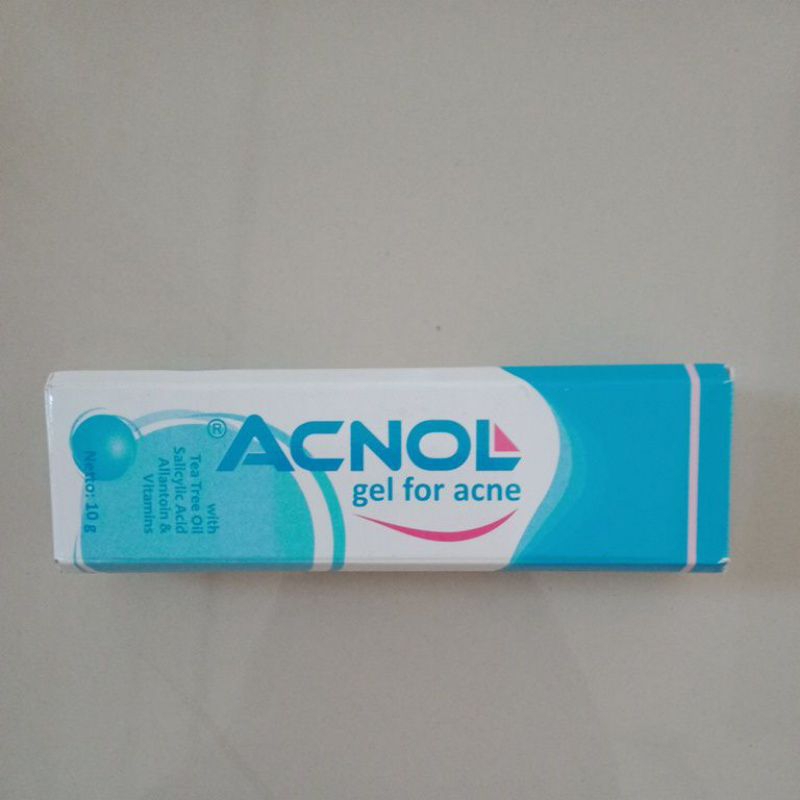 ACNOL®
gel for acne
with
Tea Tree Oil
Salicylic Acid
Allantoin &
Vitamins
Netto: 10 g